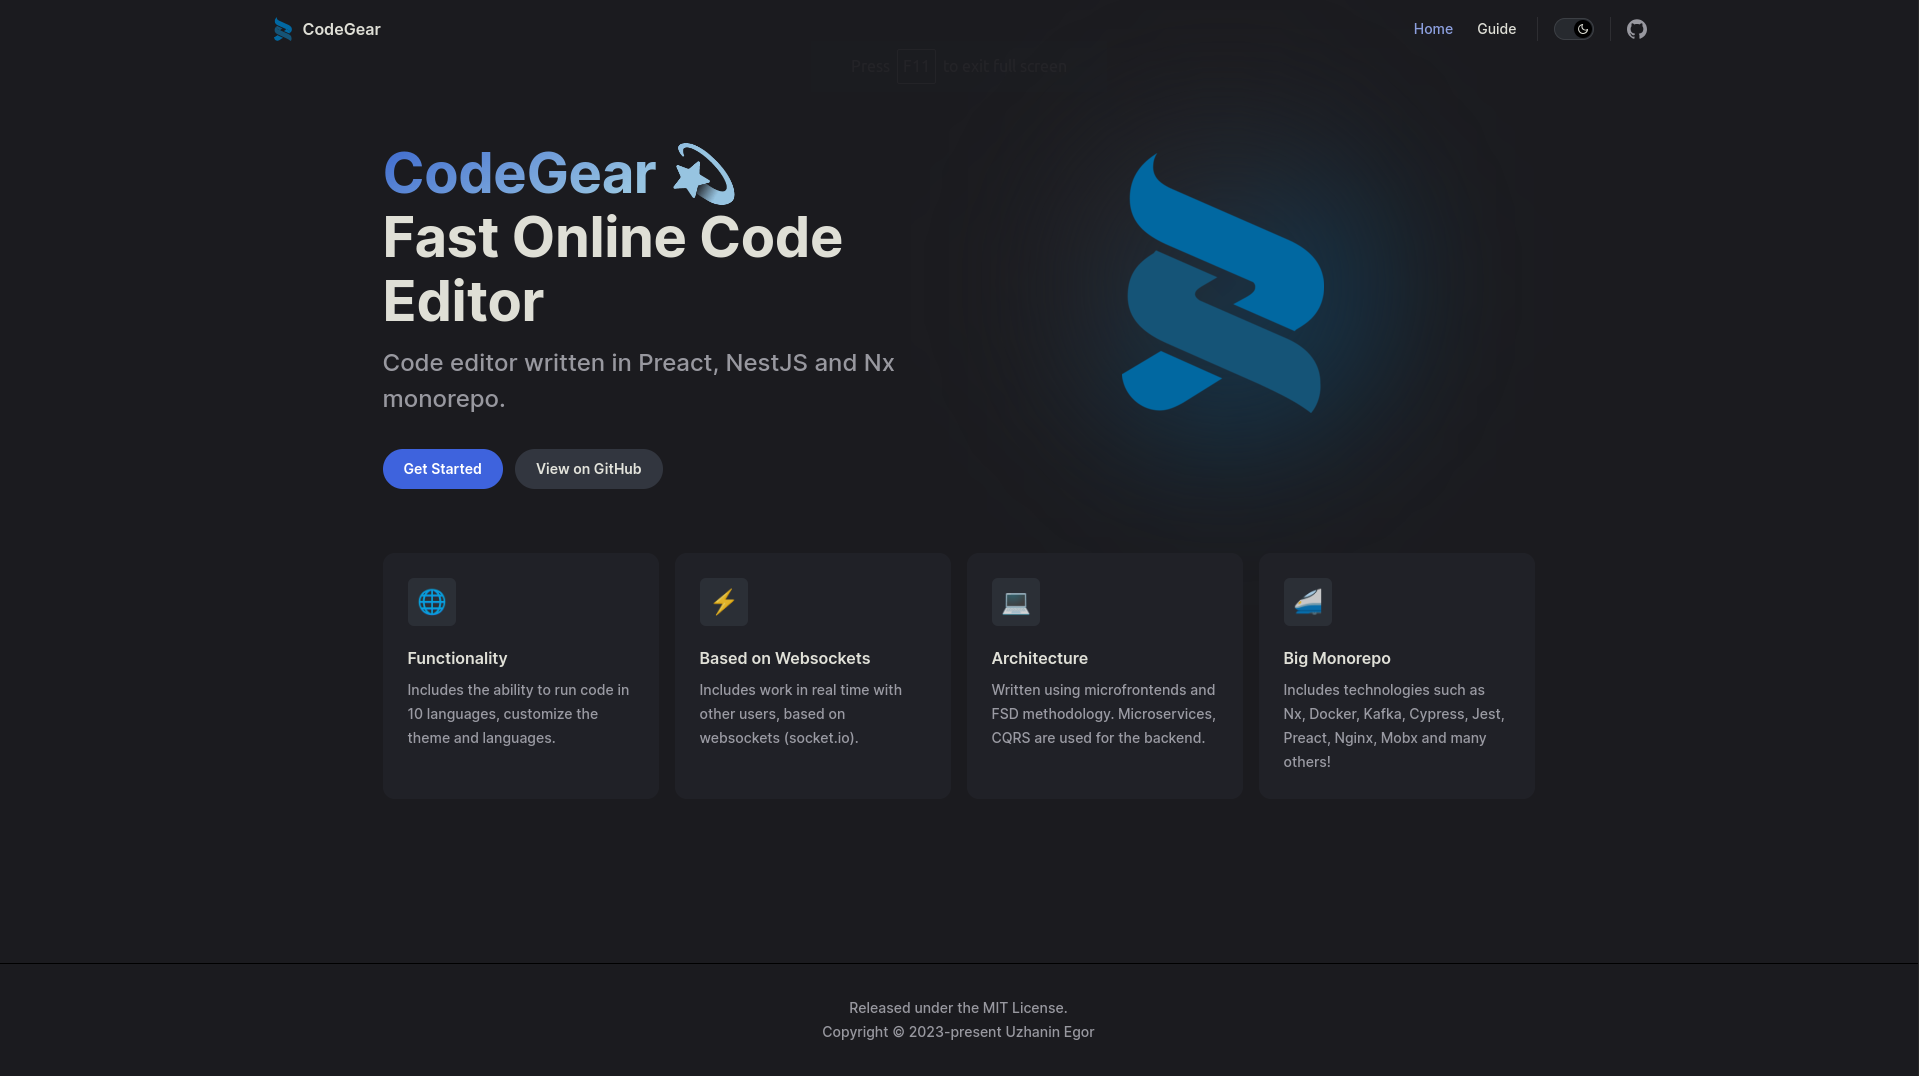 CodeGear
Home
Guide
Press F11 to exit full screen
CodeGear 💫
Fast Online Code
Editor
Code editor written in Preact, NestJS and Nx
monorepo.
Get Started
View on GitHub
Functionality
Includes the ability to run code in
10 languages, customize the
theme and languages.
Based on Websockets
Includes work in real time with
other users, based on
websockets (socket.io).
Architecture
Written using microfrontends and
FSD methodology. Microservices,
CQRS are used for the backend.
Big Monorepo
Includes technologies such as
Nx, Docker, Kafka, Cypress, Jest,
Preact, Nginx, Mobx and many
others!
Released under the MIT License.
Copyright © 2023-present Uzhanin Egor